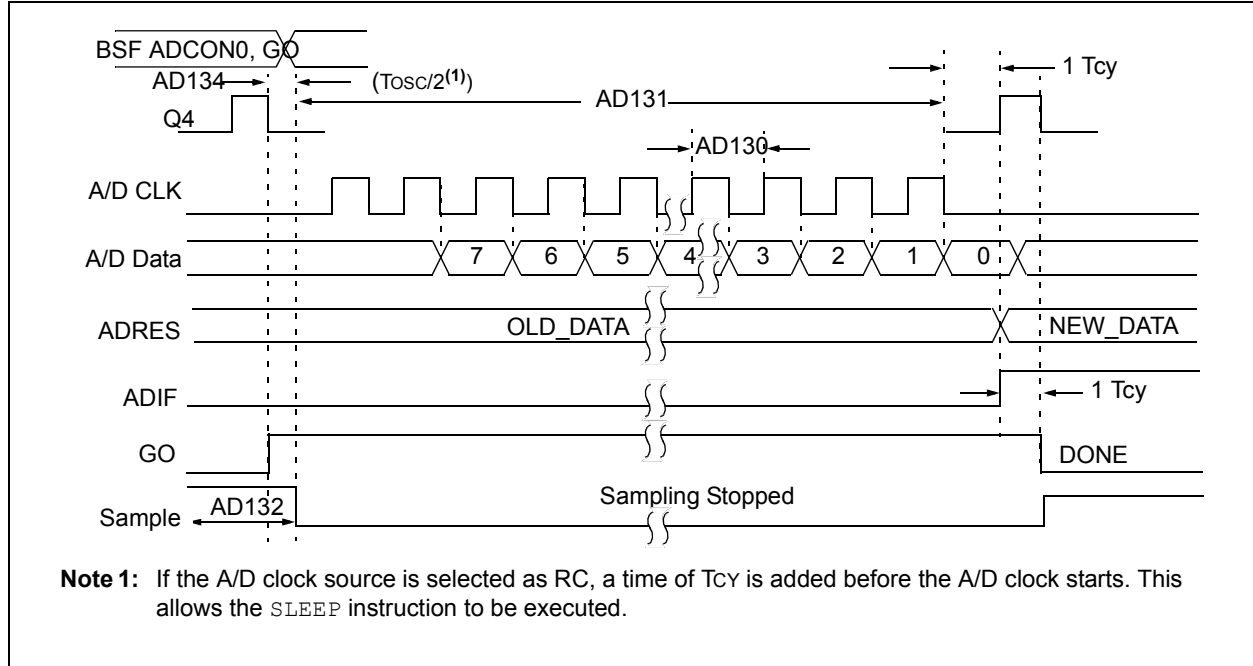 BSF ADCON0, GO
AD134
(TOSC/2(1))
1 TCY
AD131
Q4
AD130
A/D CLK
A/D Data
7
6
5
4
3
2
1
0
ADRES
OLD_DATA
NEW_DATA
ADIF
1 TCY
GO
DONE
Sample
AD132
Sampling Stopped
Note 1: If the A/D clock source is selected as RC, a time of TCY is added before the A/D clock starts. This
allows the SLEEP instruction to be executed.